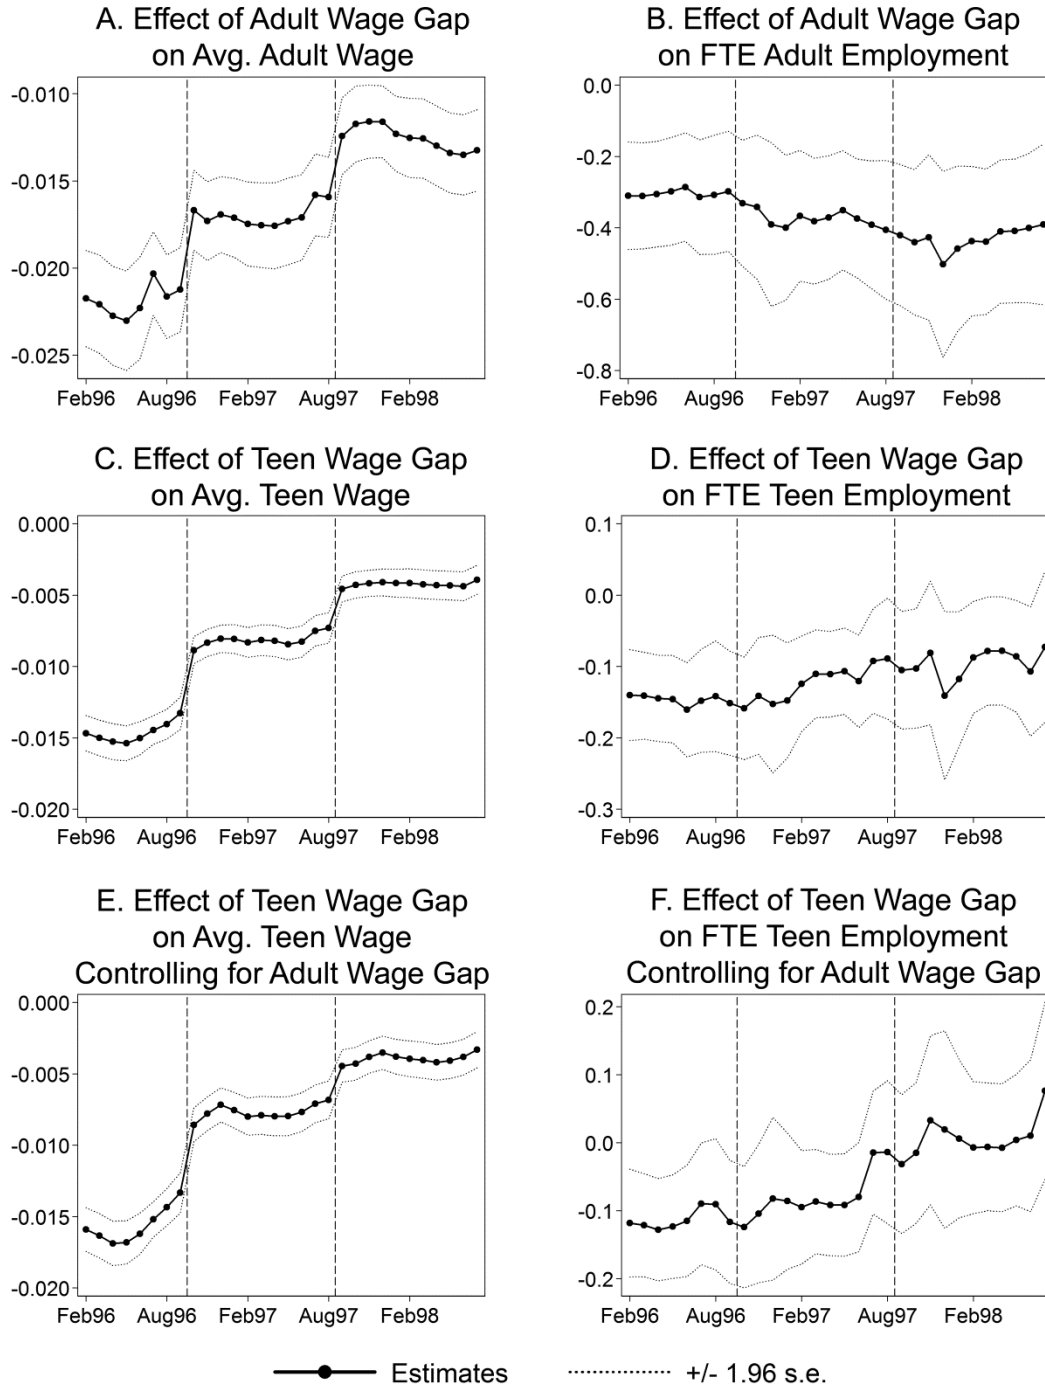 A. Effect of Adult Wage Gap
on Avg. Adult Wage
-0.010
-0.015
-0.020
-0.025
Feb96 Aug96 Feb97 Aug97 Feb98
B. Effect of Adult Wage Gap
on FTE Adult Employment
0.0
-0.2
-0.4
-0.6
-0.8
Feb96 Aug96 Feb97 Aug97 Feb98
C. Effect of Teen Wage Gap
on Avg. Teen Wage
0.000
-0.005
-0.010
-0.015
-0.020
Feb96 Aug96 Feb97 Aug97 Feb98
D. Effect of Teen Wage Gap
on FTE Teen Employment
0.1
0.0
-0.1
-0.2
-0.3
Feb96 Aug96 Feb97 Aug97 Feb98
E. Effect of Teen Wage Gap
on Avg. Teen Wage
Controlling for Adult Wage Gap
0.000
-0.005
-0.010
-0.015
-0.020
Feb96 Aug96 Feb97 Aug97 Feb98
F. Effect of Teen Wage Gap
on FTE Teen Employment
Controlling for Adult Wage Gap
0.2
0.1
0.0
-0.1
-0.2
Feb96 Aug96 Feb97 Aug97 Feb98
Estimates +/- 1.96 s.e.